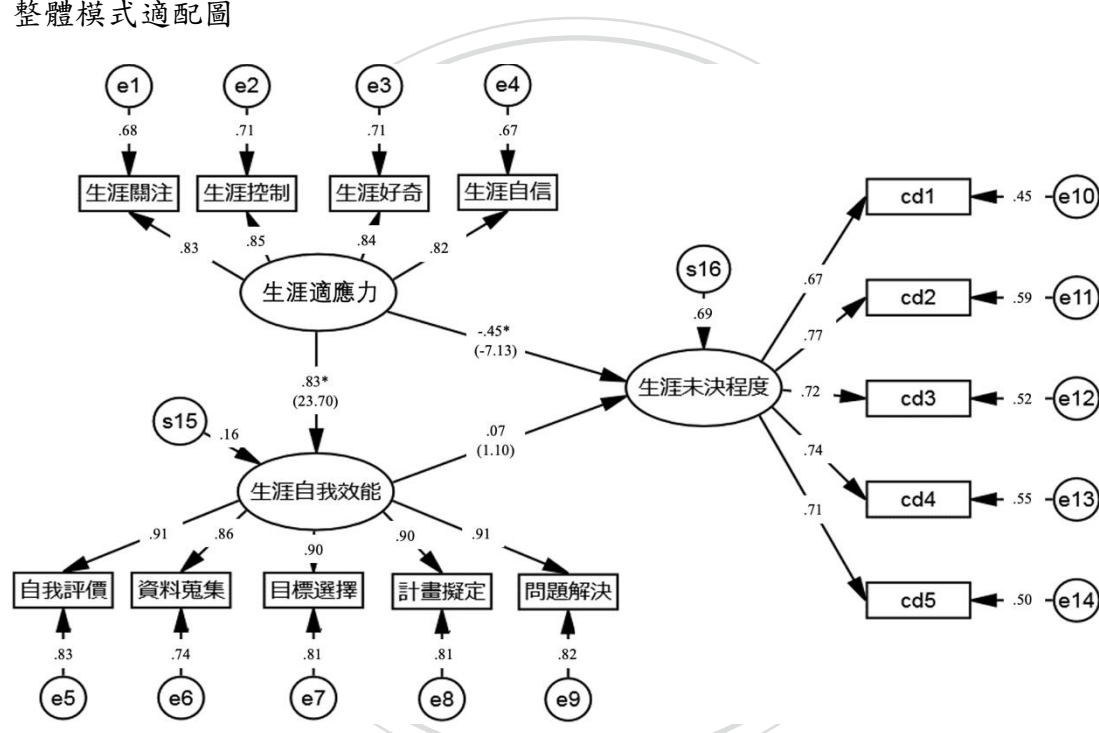 整體模式適配圖
e1 e2 e3 e4
.68 .71 .71 .67
生涯關注 生涯控制 生涯好奇 生涯自信
.83 .85 .84 .82
生涯適應力
cd1 .45 e10
s16
.69
.67
cd2 .59 e11
-.45*
(-7.13)
.77
生涯未決程度
.72 cd3 .52 e12
.83*
(23.70)
s15 .16
.07
(1.10)
.74
生涯自我效能
cd4 .55 e13
.71
.91 .86 .90 .90 .91
自我評價 資料蒐集 目標選擇 計畫擬定 問題解決
cd5 .50 e14
.83 .74 .81 .81 .82
e5 e6 e7 e8 e9